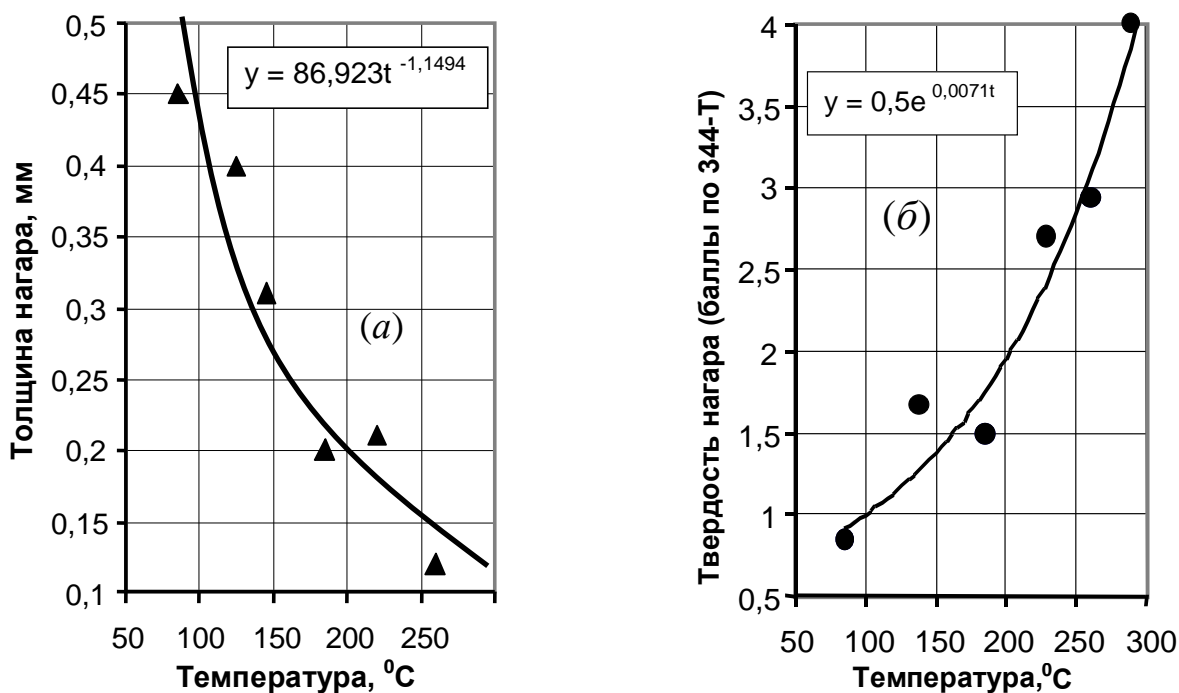 0,5
0,45
0,4
0,35
0,3
0,25
0,2
0,15
0,1
Толщина нагара, мм
y = 86,923t -1,1494
(а)
50 100 150 200 250
Температура, ⁰С
4
3,5
3
2,5
2
1,5
1
0,5
Твердость нагара (баллы по 344-Т)
y = 0,5e 0,0071t
(б)
50 100 150 200 250 300
Температура,⁰С